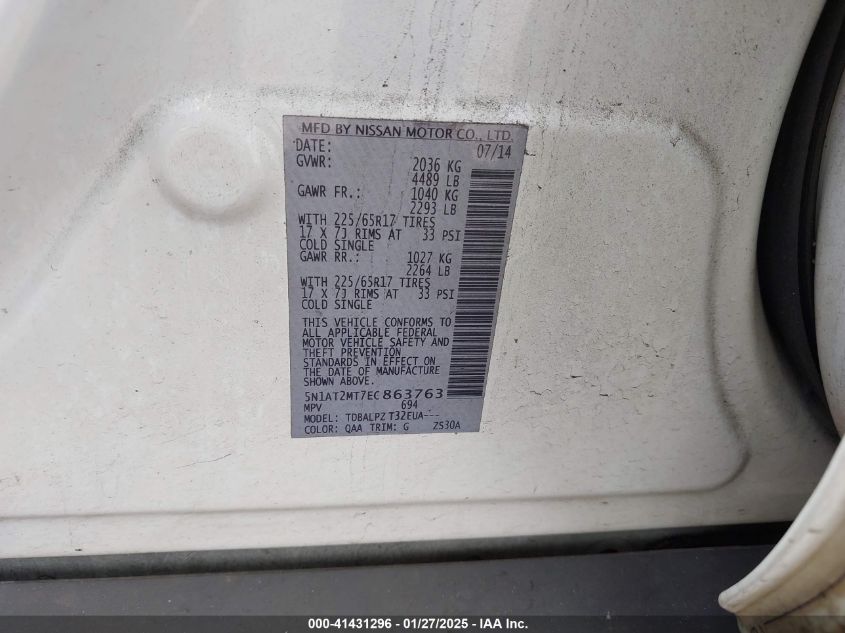 MFD BY NISSAN MOTOR CO., LTD.
DATE: 07/14
GVWR: 2036 KG
4489 LB
GAWR FR.: 1040 KG
2293 LB
WITH 225/65R17 TIRES
17 X 7J RIMS AT 33 PSI
COLD SINGLE
GAWR RR.: 1027 KG
2264 LB
WITH 225/65R17 TIRES
17 X 7J RIMS AT 33 PSI
COLD SINGLE
THIS VEHICLE CONFORMS TO
ALL APPLICABLE FEDERAL
MOTOR VEHICLE SAFETY AND
THEFT PREVENTION
STANDARDS IN EFFECT ON
THE DATE OF MANUFACTURE
SHOWN ABOVE.
5N1AT2MT7EC863763
MPV 694
MODEL: TDBALPZ T32EUA---
COLOR: QAA TRIM: G ZS30A
000-41431296 - 01/27/2025 - IAA Inc.